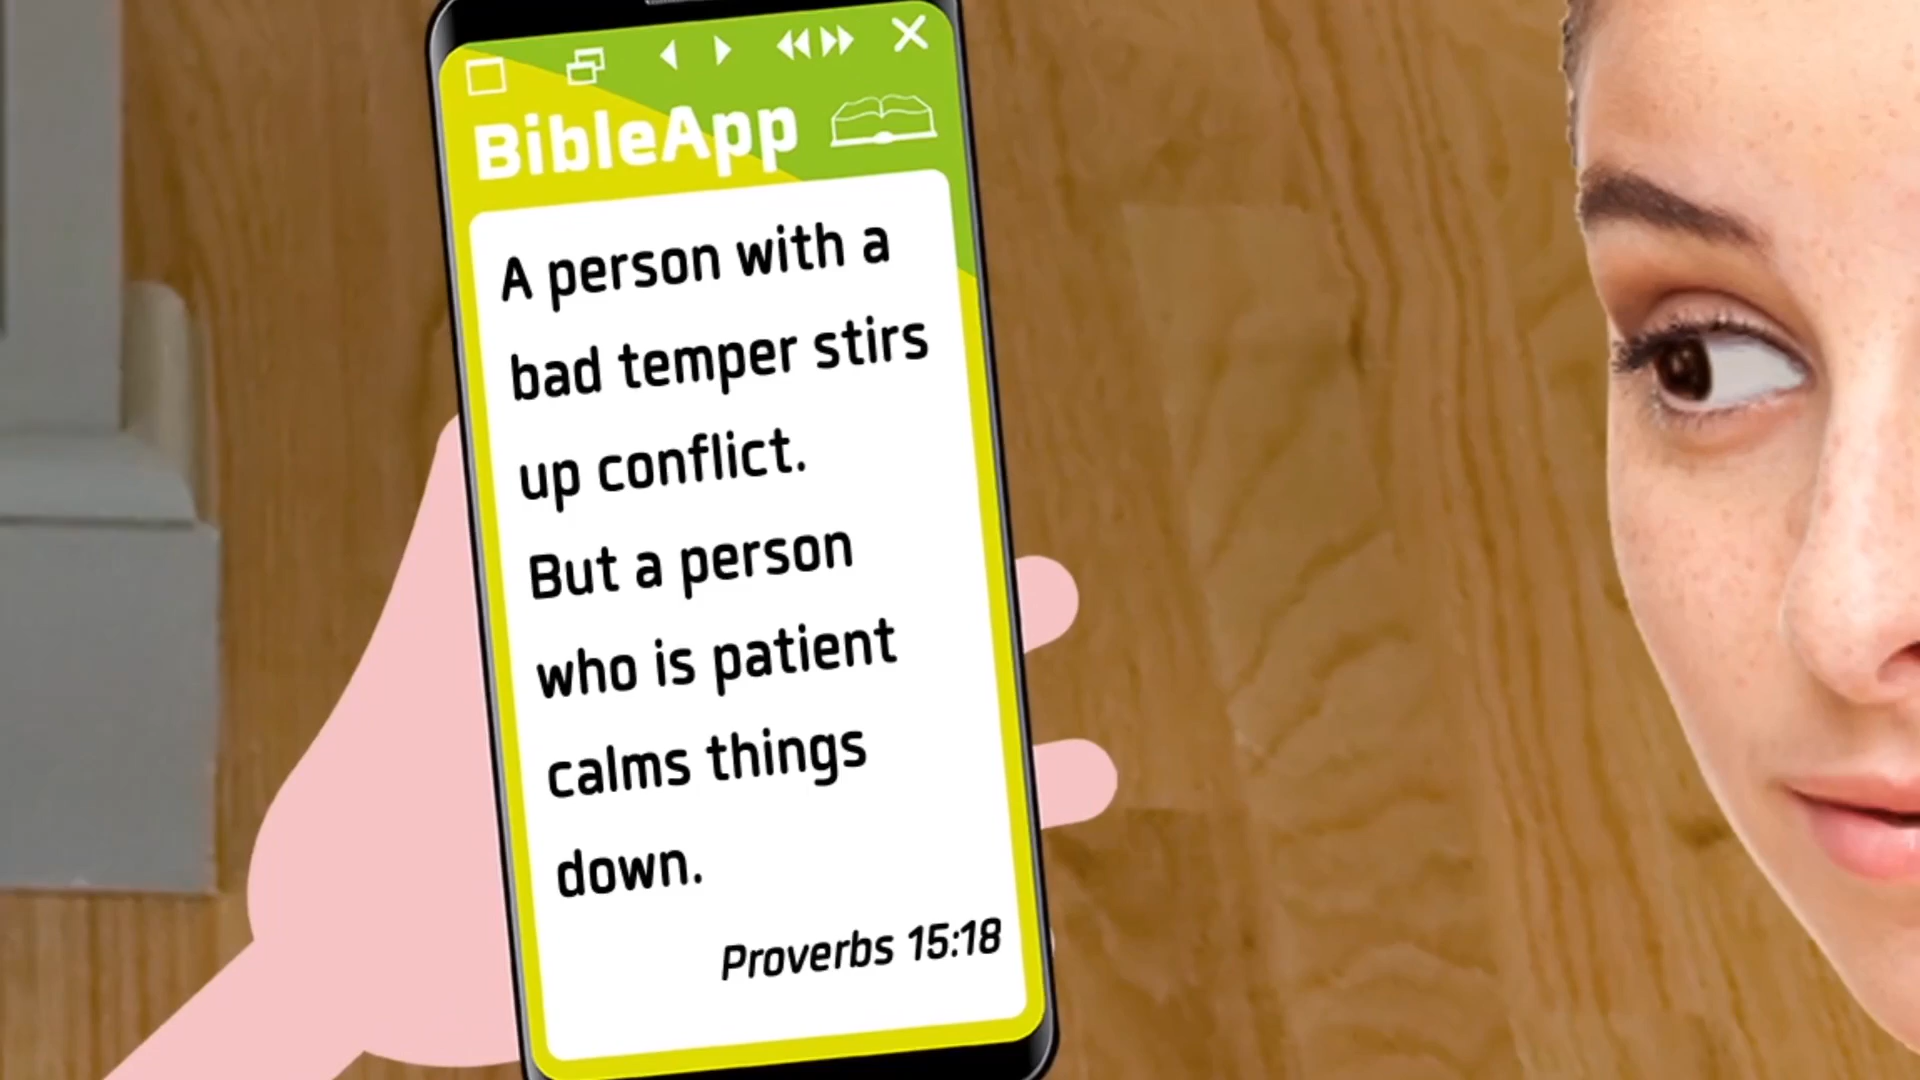 BibleApp
A person with a
bad temper stirs
up conflict.
But a person
who is patient
calms things
down.
Proverbs 15:18